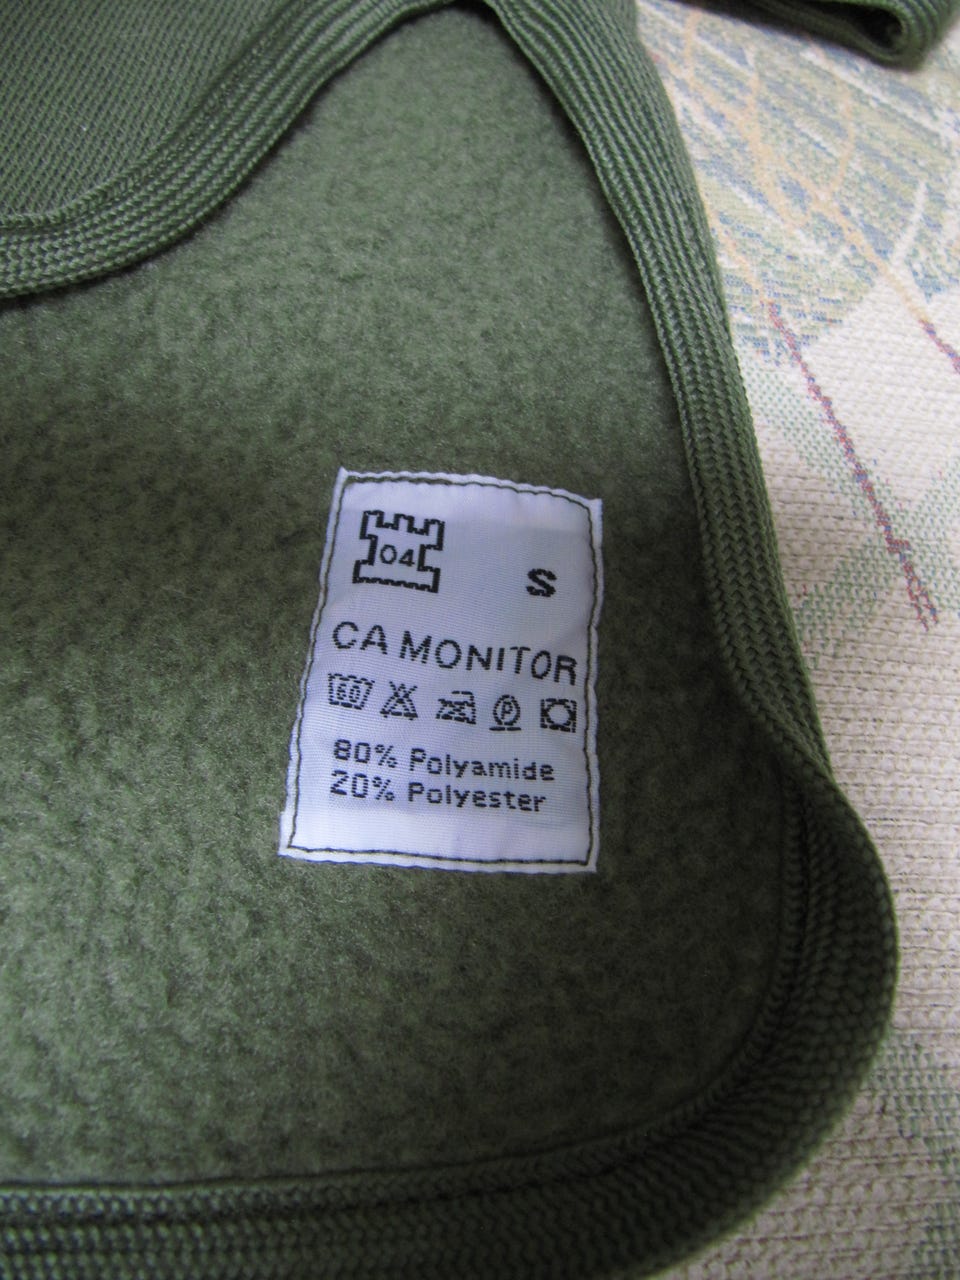 04
S
CA MONITOR
60
P
80% Polyamide
20% Polyester